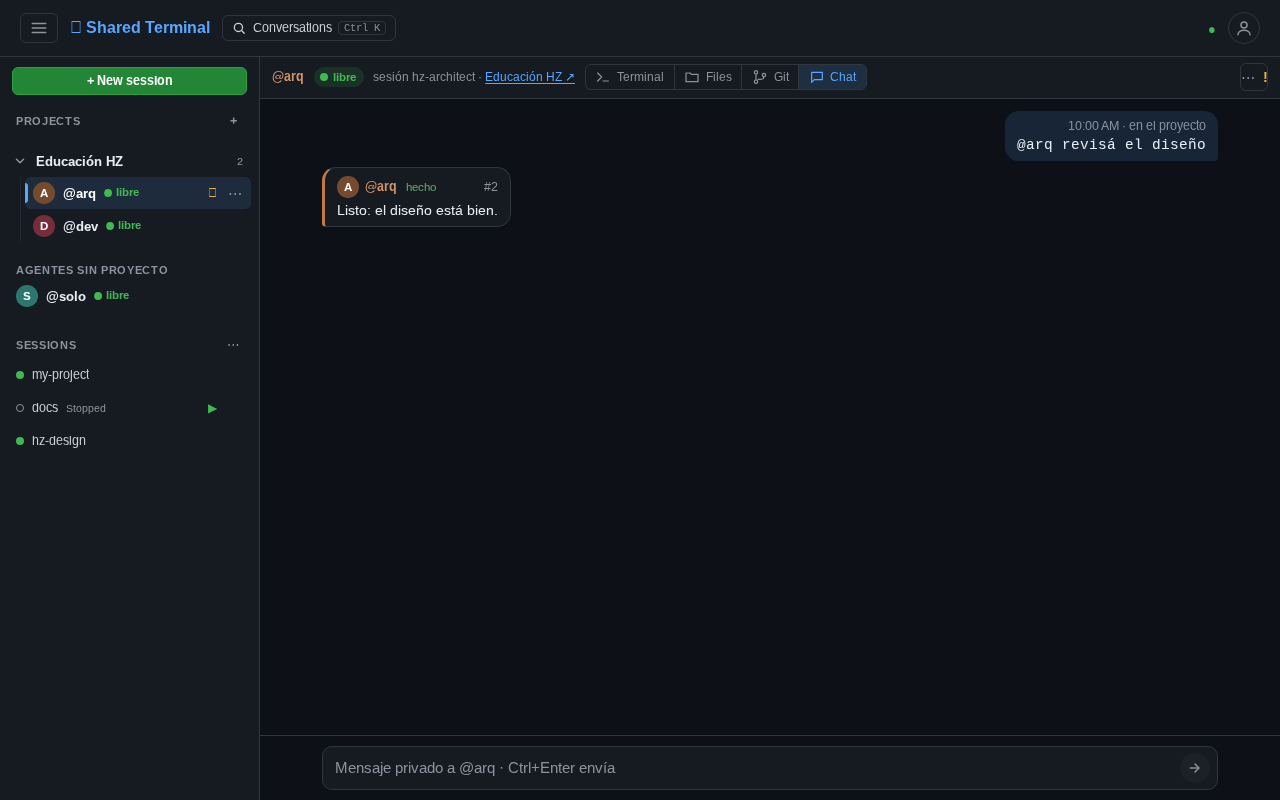 Shared Terminal
Conversations Ctrl K
+ New session
PROJECTS +
Educación HZ 2
A @arq libre ...
D @dev libre
AGENTES SIN PROYECTO
S @solo libre
SESSIONS ...
my-project
docs Stopped
hz-design
@arq libre sesión hz-architect · Educación HZ ↗ Terminal Files Git Chat ... !
10:00 AM · en el proyecto
@arq revisá el diseño
A @arq hecho #2
Listo: el diseño está bien.
Mensaje privado a @arq · Ctrl+Enter envía